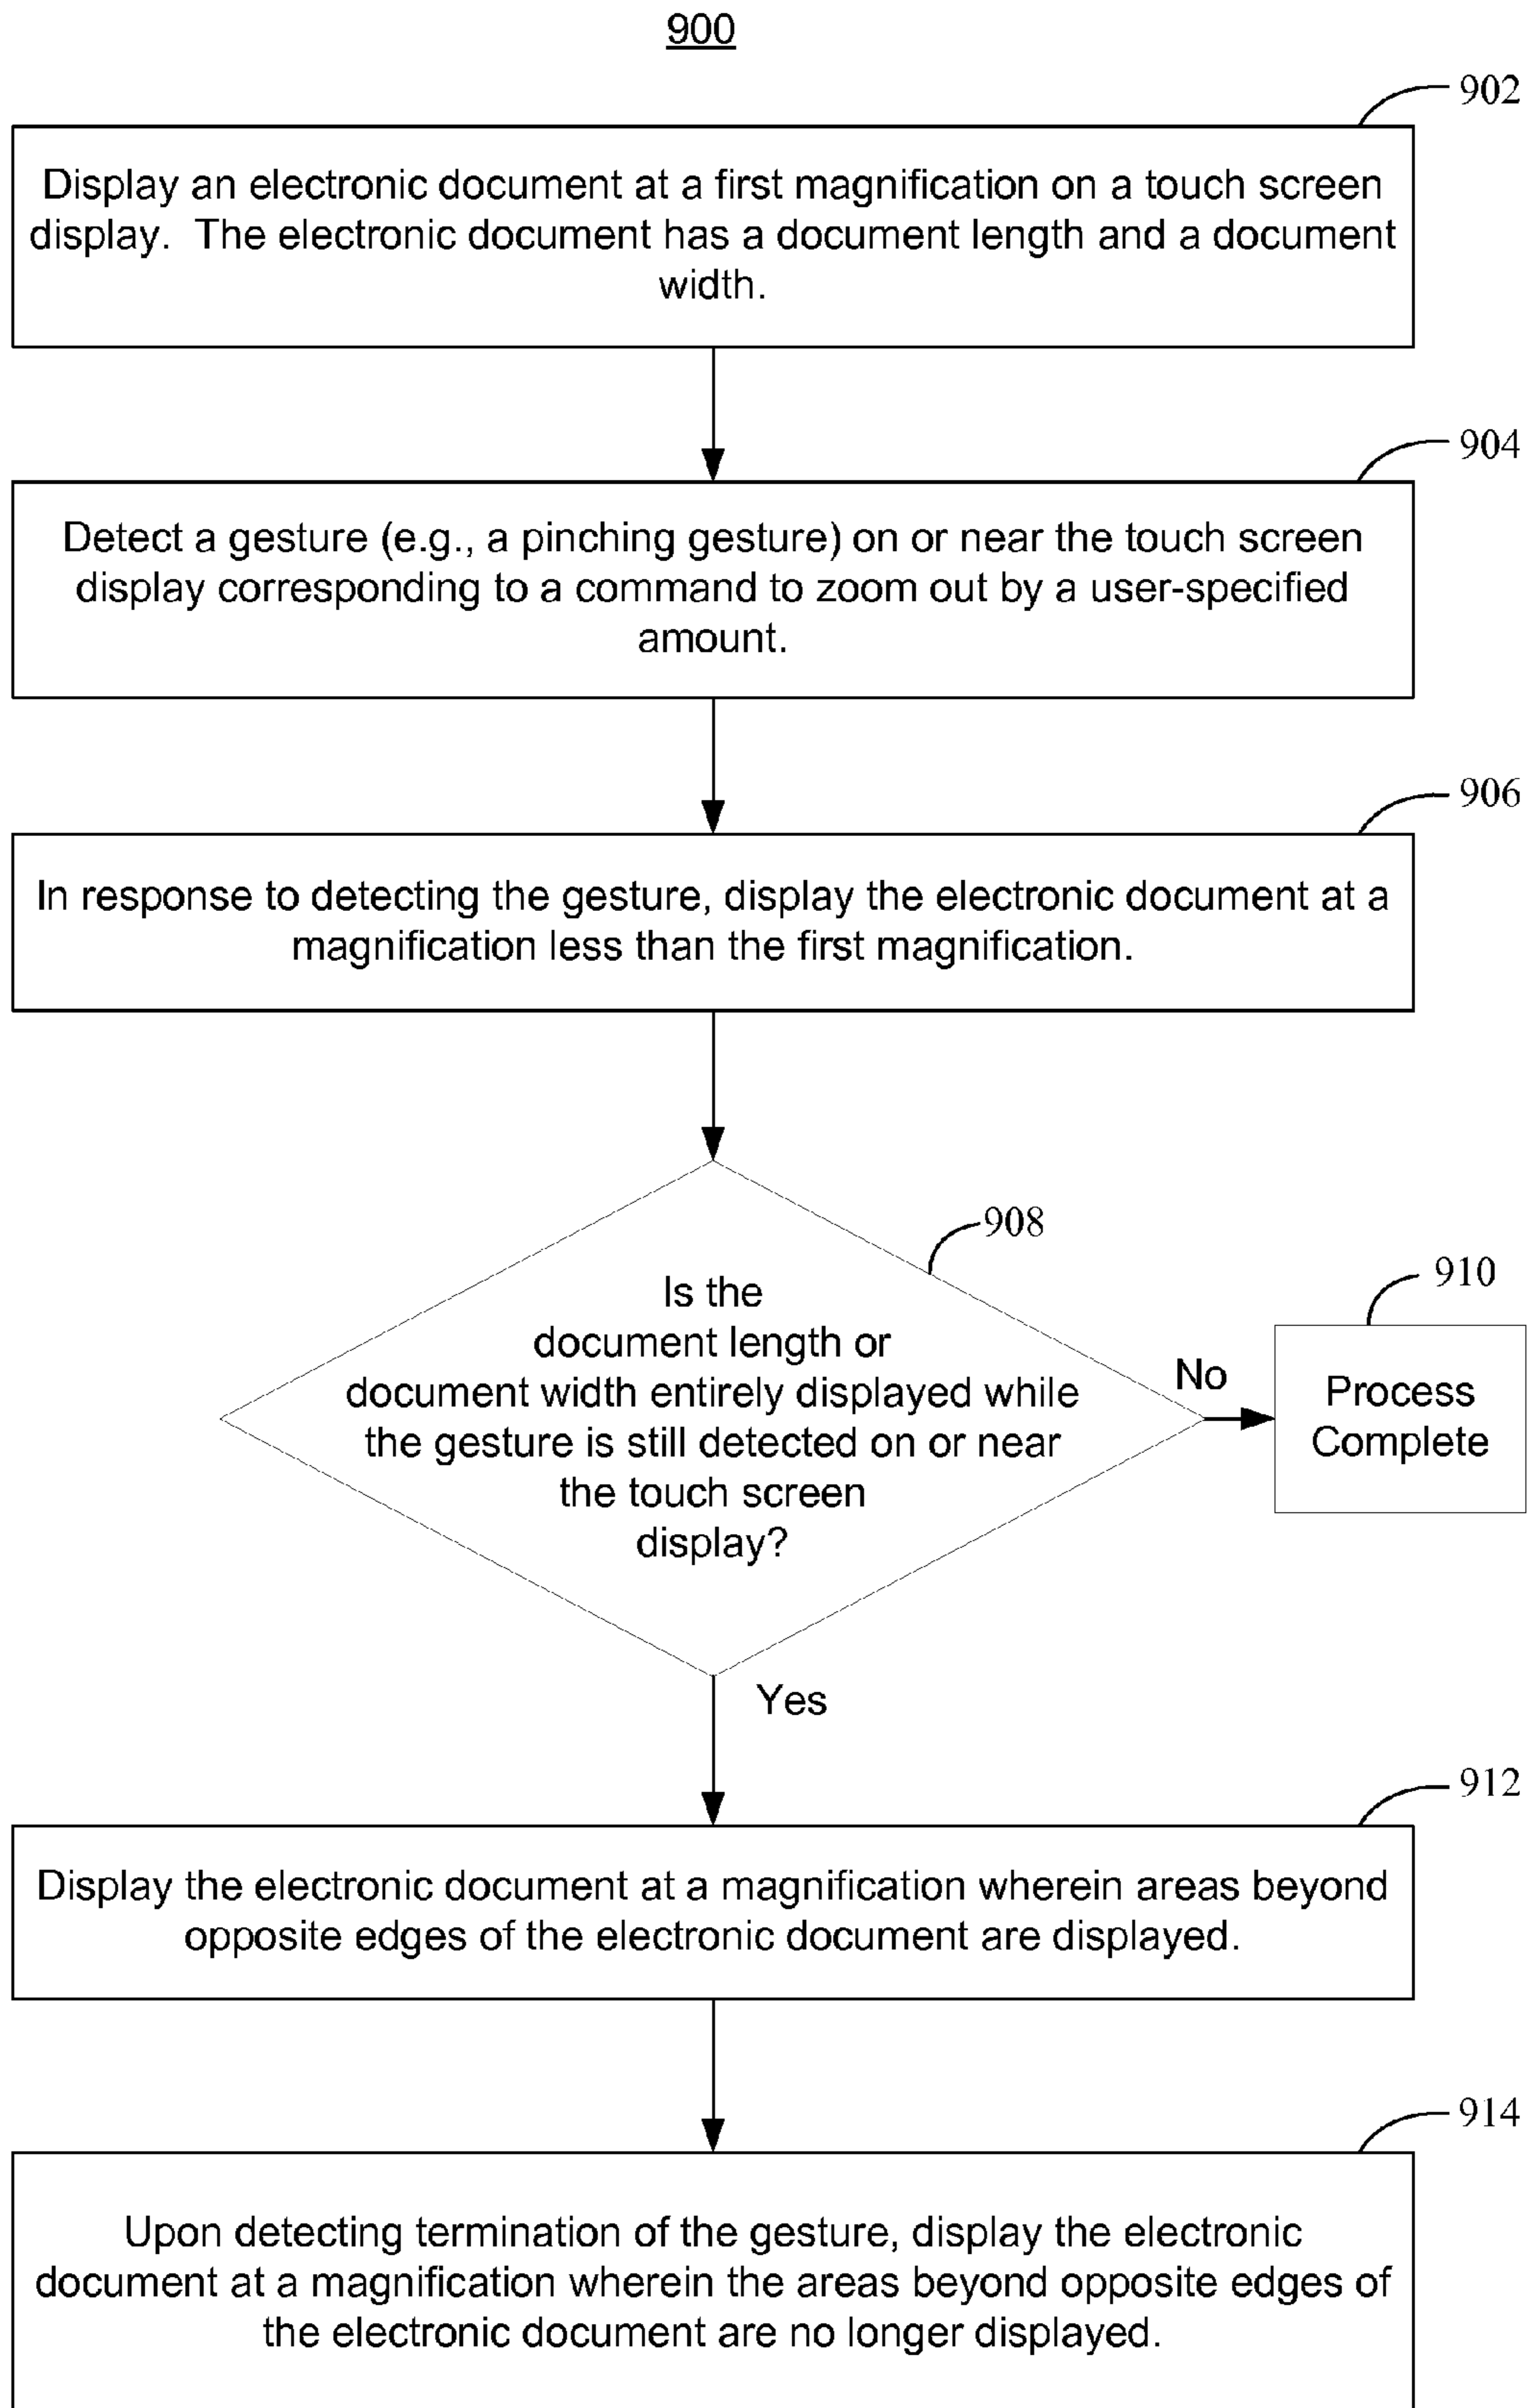 900
902
Display an electronic document at a first magnification on a touch screen
display.  The electronic document has a document length and a document
width.
904
Detect a gesture (e.g., a pinching gesture) on or near the touch screen
display corresponding to a command to zoom out by a user-specified
amount.
906
In response to detecting the gesture, display the electronic document at a
magnification less than the first magnification.
908
Is the
document length or
document width entirely displayed while
the gesture is still detected on or near
the touch screen
display?
No
910
Process
Complete
Yes
912
Display the electronic document at a magnification wherein areas beyond
opposite edges of the electronic document are displayed.
914
Upon detecting termination of the gesture, display the electronic
document at a magnification wherein the areas beyond opposite edges of
the electronic document are no longer displayed.